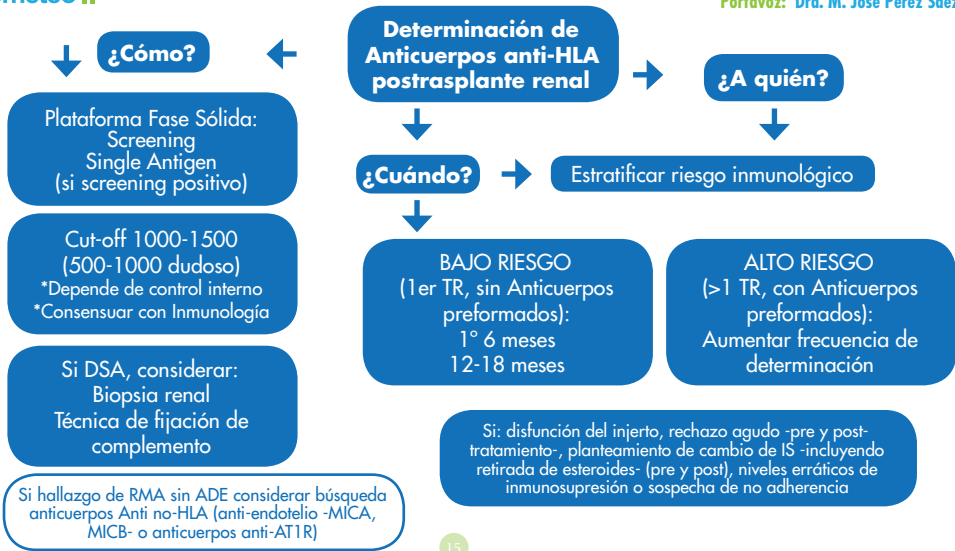 Portavoz: Dra. M. José Pérez Sáez
Determinación de
Anticuerpos anti-HLA
postrasplante renal
¿Cómo?
Plataforma Fase Sólida:
Screening
Single Antigen
(si screening positivo)
Cut-off 1000-1500
(500-1000 dudoso)
*Depende de control interno
*Consensuar con Inmunología
Si DSA, considerar:
Biopsia renal
Técnica de fijación de
complemento
Si hallazgo de RMA sin ADE considerar búsqueda
anticuerpos Anti no-HLA (anti-endotelio -MICA,
MICB- o anticuerpos anti-AT1R)
¿A quién?
¿Cuándo?
Estratificar riesgo inmunológico
BAJO RIESGO
(1er TR, sin Anticuerpos
preformados):
1º 6 meses
12-18 meses
ALTO RIESGO
(>1 TR, con Anticuerpos
preformados):
Aumentar frecuencia de
determinación
Si: disfunción del injerto, rechazo agudo -pre y post-
tratamiento-, planteamiento de cambio de IS -incluyendo
retirada de esteroides- (pre y post), niveles erráticos de
inmunosupresión o sospecha de no adherencia
15